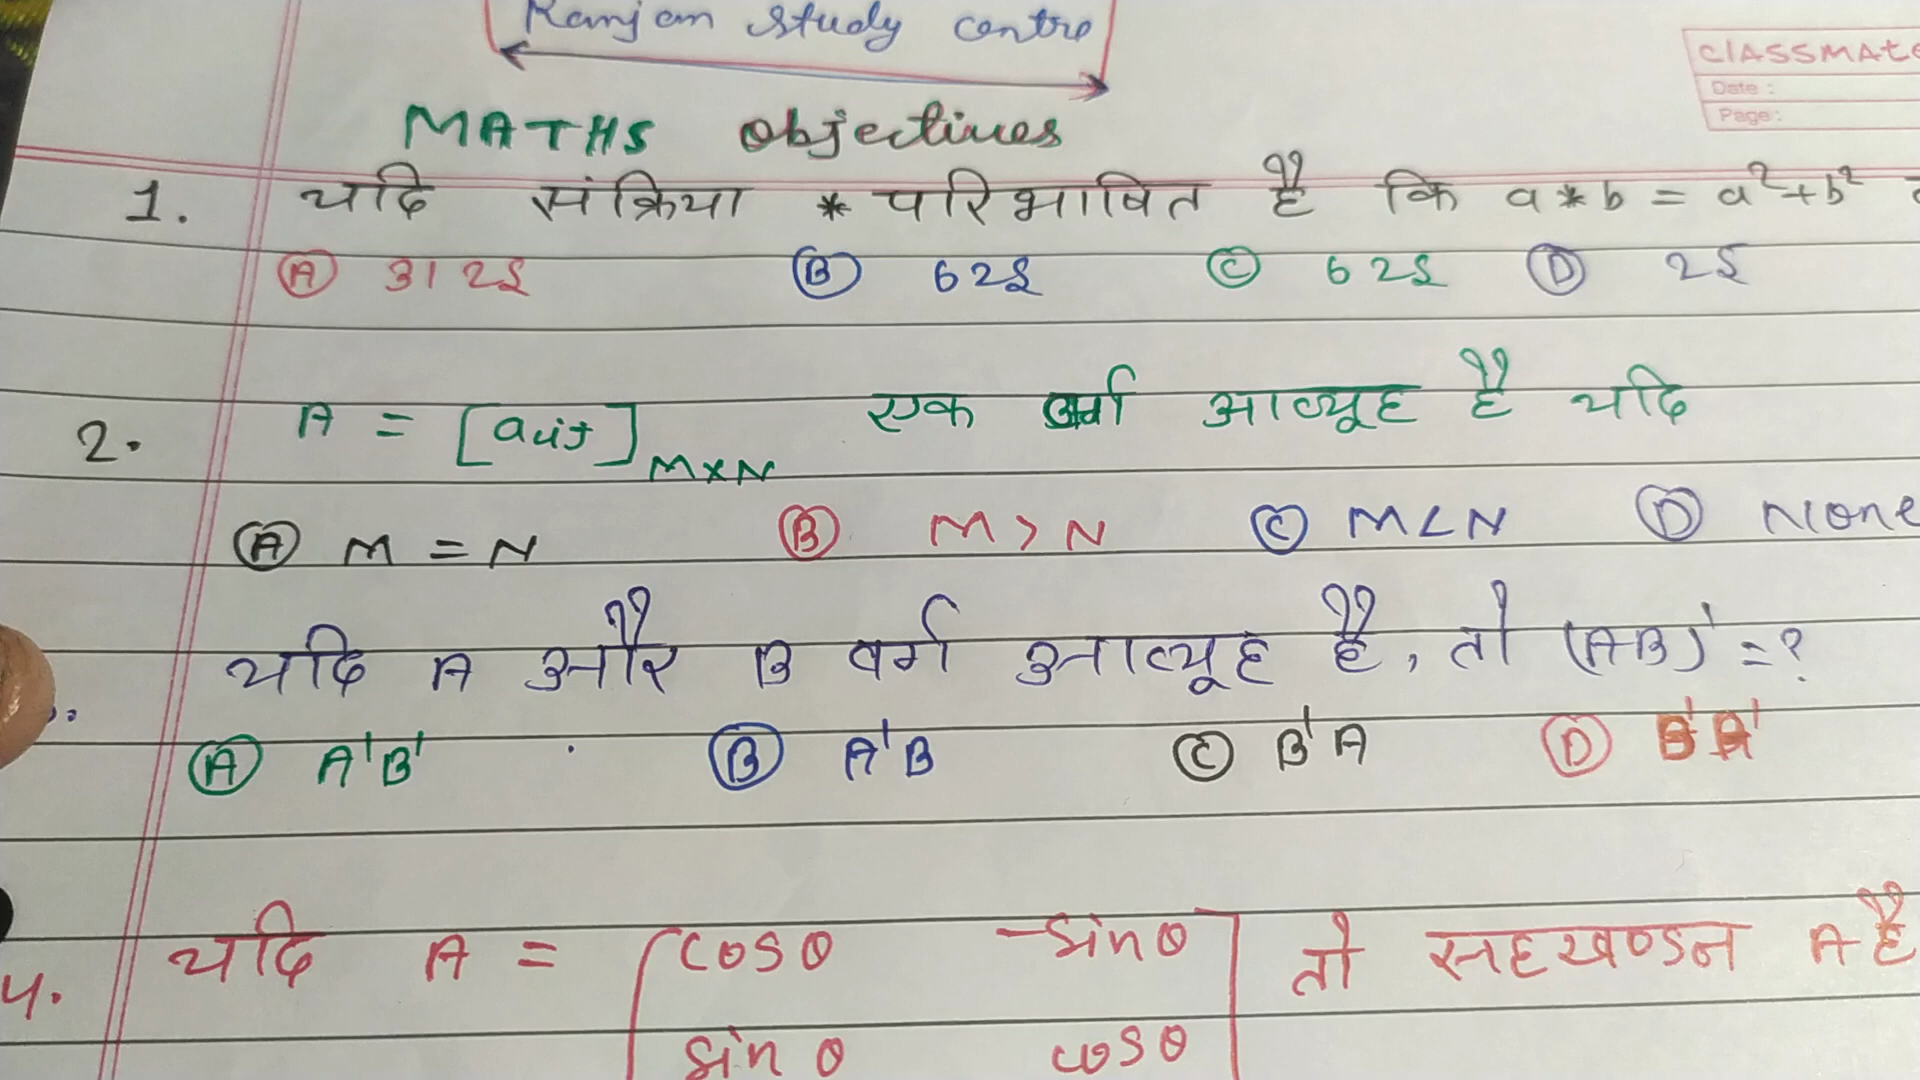 Ranjan study centre
CLASSMATE
Date :
Page :
MATHS Objectives
1. यदि संक्रिया * परिभाषित है कि a * b = a²+b²
Ⓐ 3125 Ⓑ 625 Ⓒ 625 Ⓓ 25
2. A = [aij]M×N एक वर्ग आव्यूह है यदि
Ⓐ M = N Ⓑ M > N Ⓒ M < N Ⓓ None
यदि A और B वर्ग आव्यूह है, तो (AB)' = ?
Ⓐ A'B' Ⓑ A'B Ⓒ B'A Ⓓ B'A'
4. यदि A = [cosθ -sinθ] तो सहखण्डन A है
sinθ cosθ